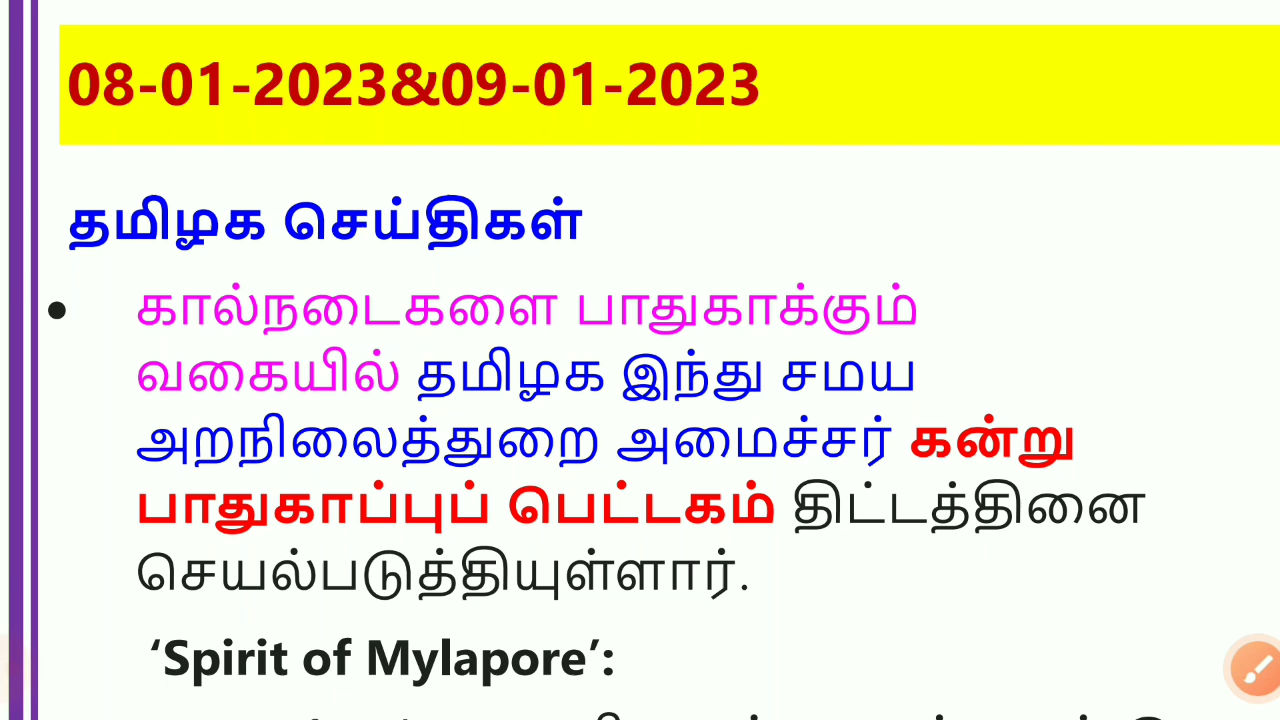 08-01-2023&09-01-2023
தமிழக செய்திகள்
• கால்நடைகளை பாதுகாக்கும்
வகையில் தமிழக இந்து சமய
அறநிலைத்துறை அமைச்சர் கன்று
பாதுகாப்புப் பெட்டகம் திட்டத்தினை
செயல்படுத்தியுள்ளார்.
‘Spirit of Mylapore’: